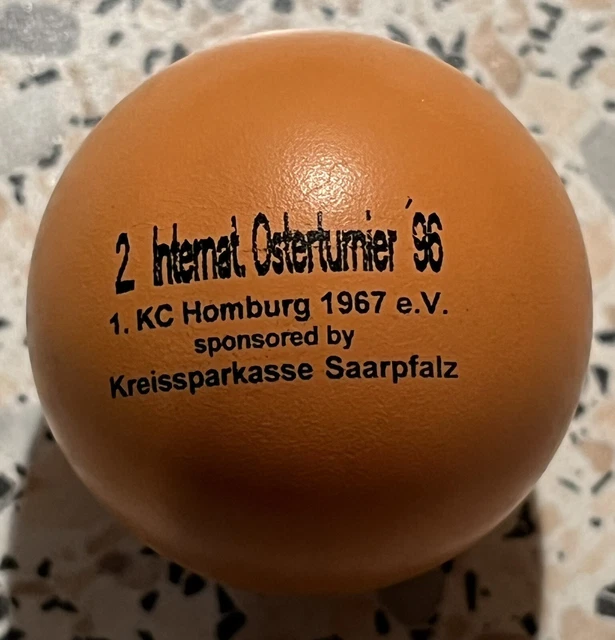 2 Internat. Osterturnier ´96
1. KC Homburg 1967 e.V.
sponsored by
Kreissparkasse Saarpfalz